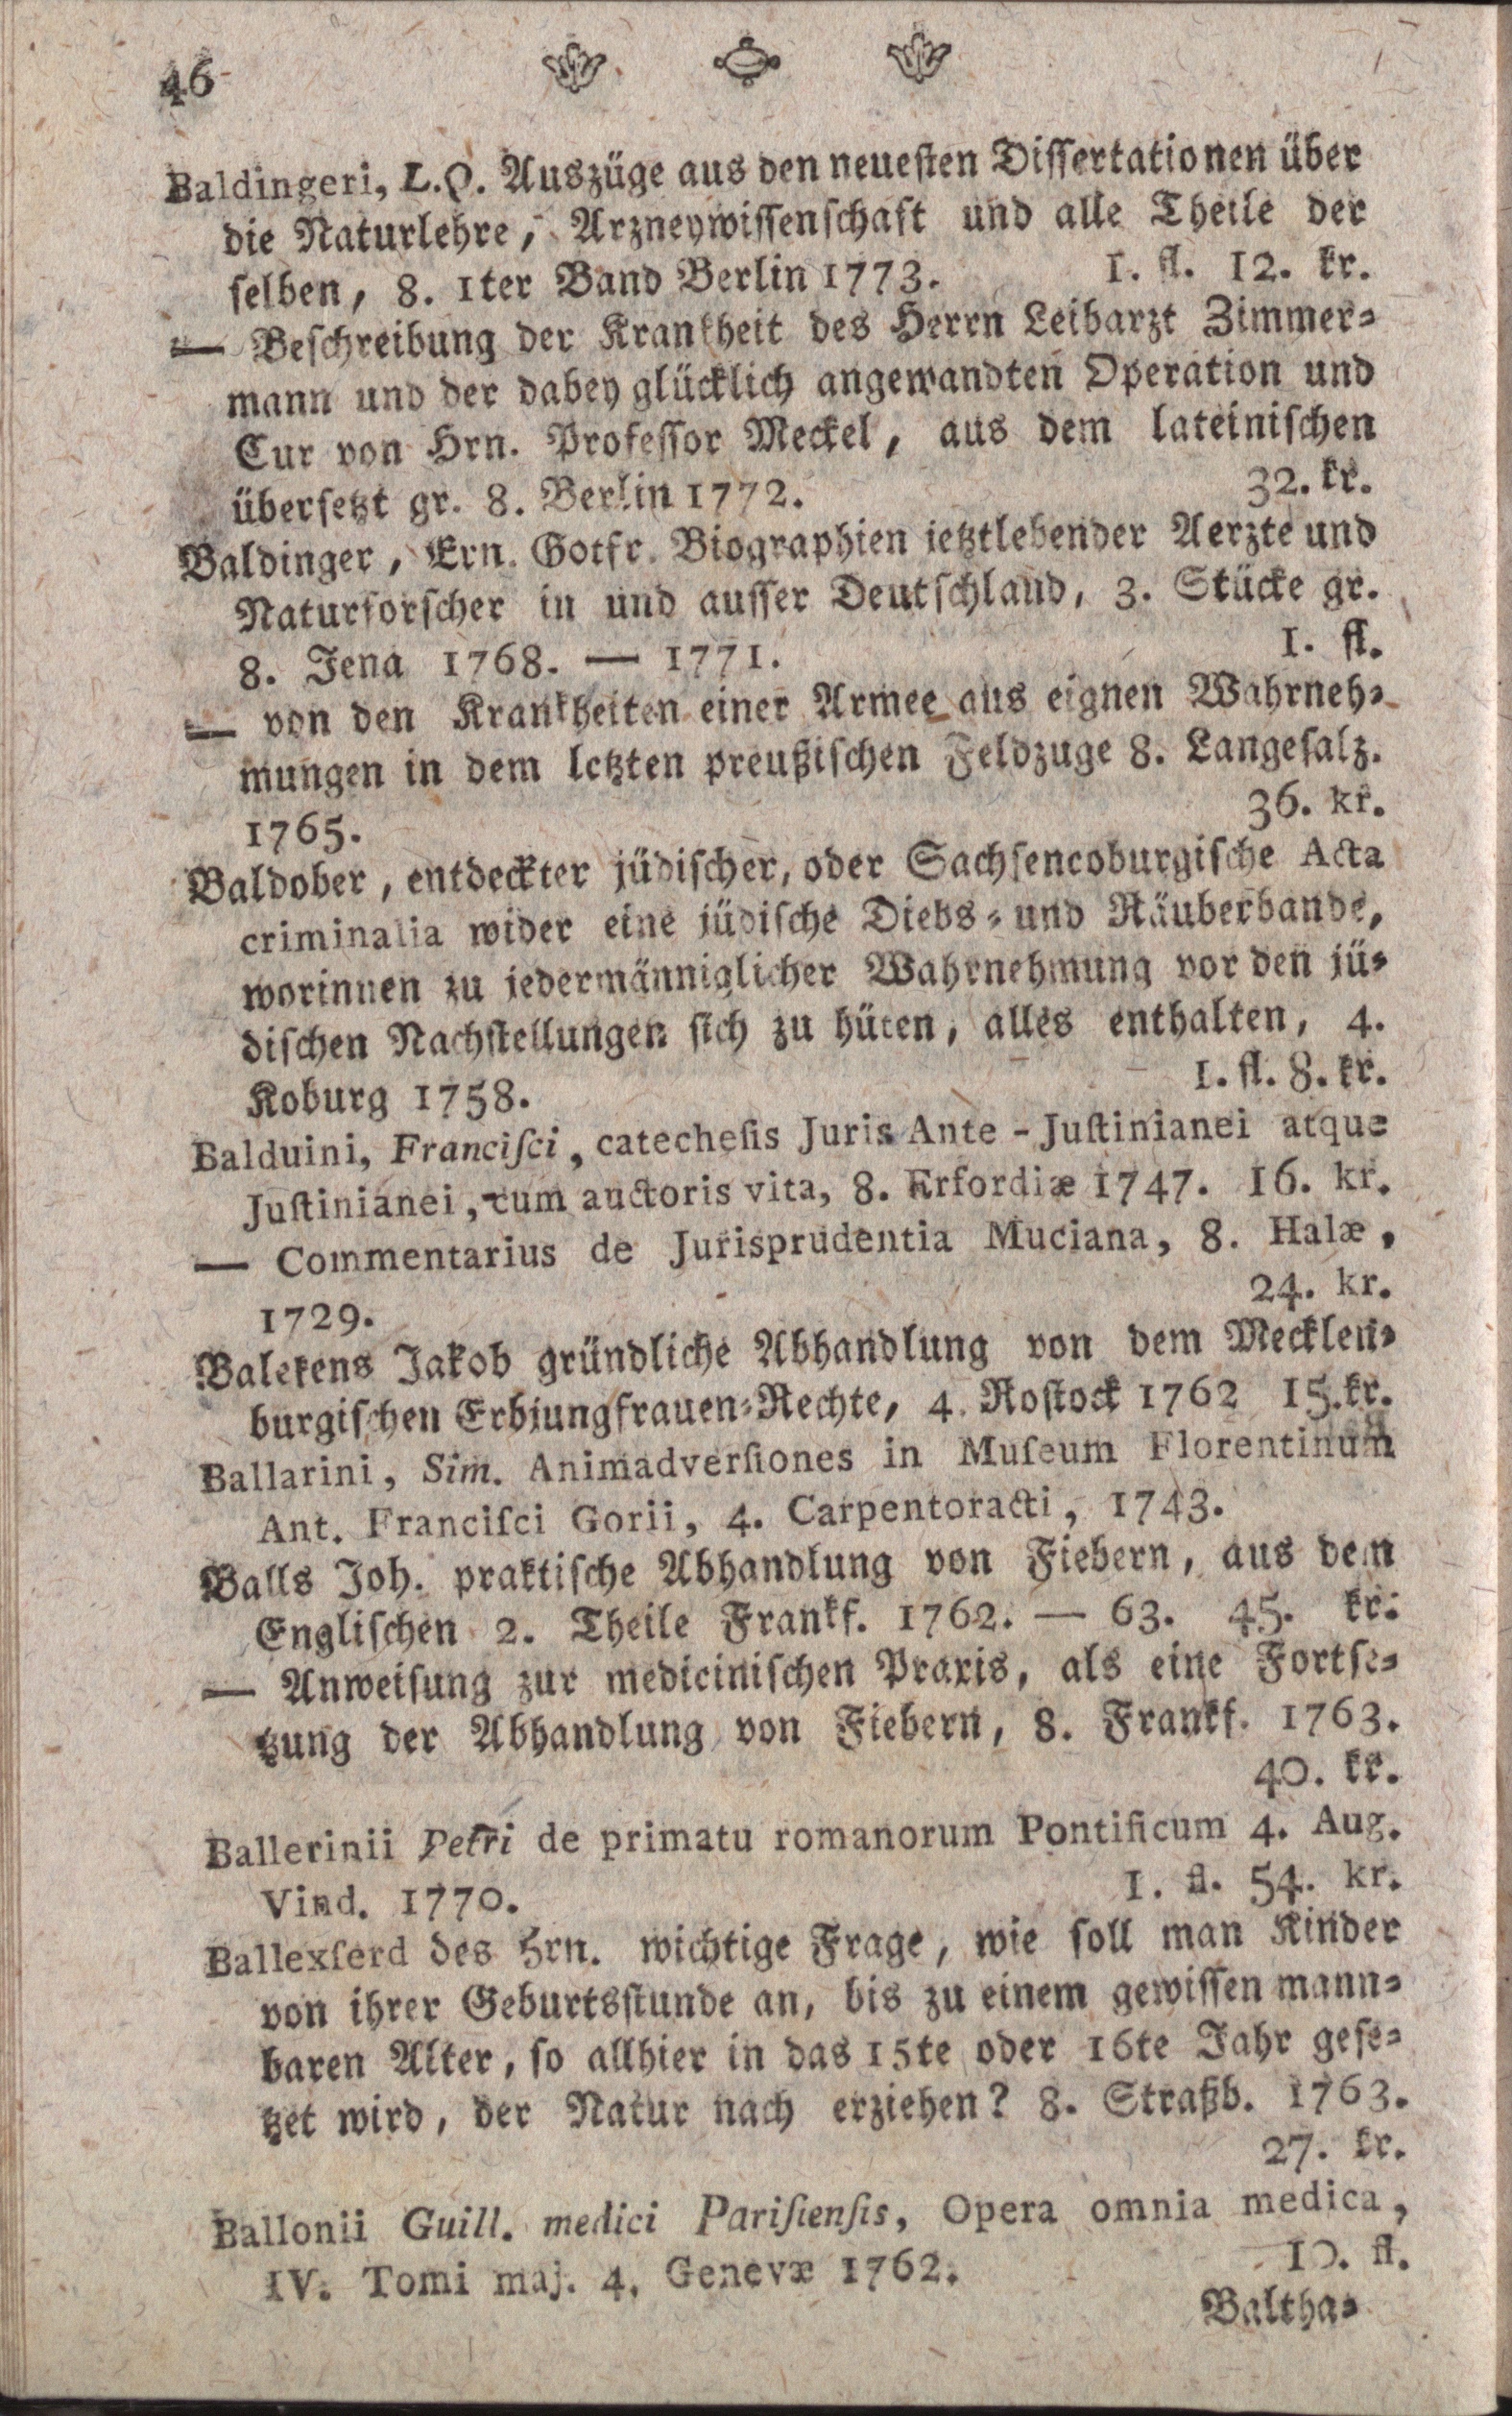 46
Baldingeri, L.Q. Auszüge aus den neuesten Dissertationen über
die Naturlehre, Arzneywissenschaft und alle Theile der
selben, 8. 1ter Band Berlin 1773. 1. fl. 12. kr.
— Beschreibung der Krankheit des Herrn Leibarzt Zimmer-
mann und der dabey glücklich angewandten Operation und
Cur von Hrn. Professor Meckel, aus dem lateinischen
übersetzt gr. 8. Berlin 1772. 32. kr.
Baldinger, Ern. Gotfr. Biographien jetztlebender Aerzte und
Naturforscher in und ausser Deutschland, 3. Stücke gr.
8. Jena 1768. — 1771. 1. fl.
— von den Krankheiten einer Armee aus eignen Wahrneh-
mungen in dem letzten preußischen Feldzuge 8. Langesalz.
1765. 36. kr.
Baldober, entdeckter jüdischer, oder Sachsencoburgische Acta
criminalia wider eine jüdische Diebs- und Räuberbande,
worinnen zu jedermänniglicher Wahrnehmung vor den jü-
dischen Nachstellungen sich zu hüten, alles enthalten, 4.
Koburg 1758. 1. fl. 8. kr.
Balduini, Franciſci, catecheſis Juris Ante-Juſtinianei atque
Juſtinianei, cum auctoris vita, 8. Erfordiæ 1747. 16. kr.
— Commentarius de Jurisprudentia Muciana, 8. Halæ,
1729. 24. kr.
Balekens Jakob gründliche Abhandlung von dem Mecklen-
burgischen Erbjungfrauen-Rechte, 4. Rostock 1762 15. kr.
Ballarini, Sim. Animadverſiones in Muſeum Florentinum
Ant. Franciſci Gorii, 4. Carpentoracti, 1743.
Balls Joh. praktische Abhandlung von Fiebern, aus dem
Englischen 2. Theile Frankf. 1762. — 63. 45. kr.
— Anweisung zur medicinischen Praxis, als eine Fortse-
tzung der Abhandlung von Fiebern, 8. Frankf. 1763.
40. kr.
Ballerinii Petri de primatu romanorum Pontificum 4. Aug.
Vind. 1770. 1. fl. 54. kr.
Ballexſerd des Hrn. wichtige Frage, wie soll man Kinder
von ihrer Geburtsstunde an, bis zu einem gewissen mann-
baren Alter, so allhier in das 15te oder 16te Jahr gese-
tzet wird, der Natur nach erziehen? 8. Straßb. 1763.
27. kr.
Ballonii Guill. medici Pariſienſis, Opera omnia medica,
IV. Tomi maj. 4. Genevæ 1762. 10. fl.
Baltha-